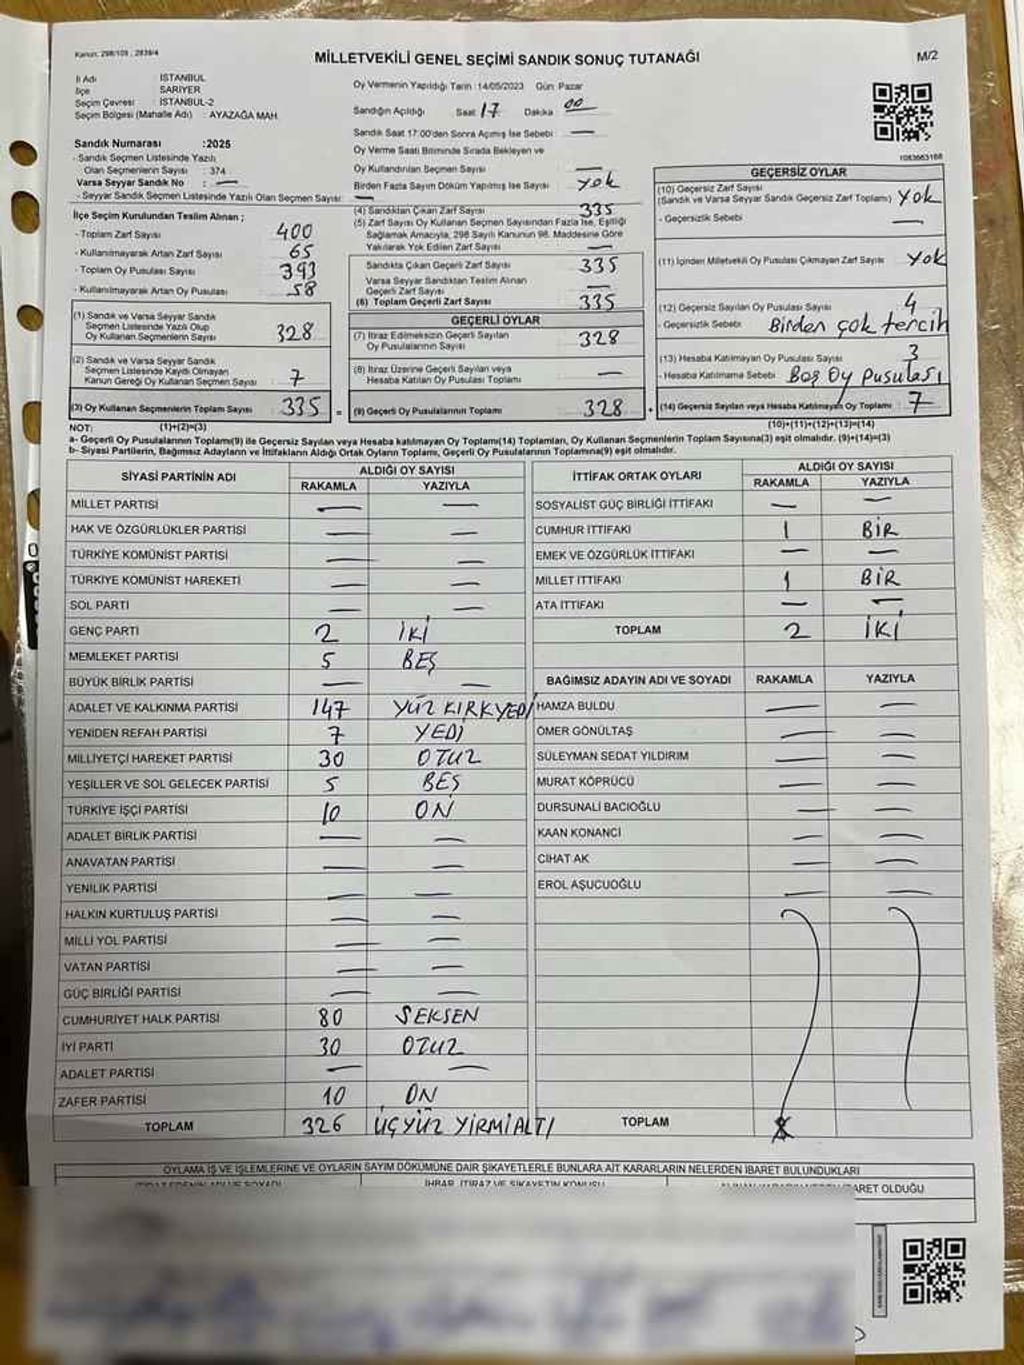 Kanun: 298/105 , 2839/4
MİLLETVEKİLİ GENEL SEÇİMİ SANDIK SONUÇ TUTANAĞI
M/2
İl Adı : İSTANBUL
İlçe : SARIYER
Seçim Çevresi : İSTANBUL-2
Seçim Bölgesi (Mahalle Adı) : AYAZAĞA MAH.
Oy Vermenin Yapıldığı Tarih :14/05/2023 Gün: Pazar
Sandığın Açıldığı Saat 17 Dakika 00
Sandık Saat 17:00'den Sonra Açımış İse Sebebi : —
Oy Verme Saati Bitiminde Sırada Bekleyen ve
Oy Kullandırılan Seçmen Sayısı : —
Birden Fazla Sayım Döküm Yapılmış İse Sayısı : yok
1083663168
Sandık Numarası :2025
- Sandık Seçmen Listesinde Yazılı
Olan Seçmenlerin Sayısı : 374
Varsa Seyyar Sandık No : —
- Seyyar Sandık Seçmen Listesinde Yazılı Olan Seçmen Sayısı: —
İlçe Seçim Kurulundan Teslim Alınan ;
- Toplam Zarf Sayısı 400
- Kullanılmayarak Artan Zarf Sayısı 65
- Toplam Oy Pusulası Sayısı 393
- Kullanılmayarak Artan Oy Pusulası 58
(1) Sandık ve Varsa Seyyar Sandık
Seçmen Listesinde Yazılı Olup
Oy Kullanan Seçmenlerin Sayısı 328
(2) Sandık ve Varsa Seyyar Sandık
Seçmen Listesinde Kayıtlı Olmayan
Kanun Gereği Oy Kullanan Seçmen Sayısı 7
(3) Oy Kullanan Seçmenlerin Toplam Sayısı 335 =
(4) Sandıktan Çıkan Zarf Sayısı 335
(5) Zarf Sayısı Oy Kullanan Seçmen Sayısından Fazla İse, Eşitliği
Sağlamak Amacıyla, 298 Sayılı Kanunun 98. Maddesine Göre
Yakılarak Yok Edilen Zarf Sayısı —
Sandıkta Çıkan Geçerli Zarf Sayısı 335
Varsa Seyyar Sandıktan Teslim Alınan
Geçerli Zarf Sayısı —
(6) Toplam Geçerli Zarf Sayısı 335
GEÇERLİ OYLAR
(7) İtiraz Edilmeksizin Geçerli Sayılan
Oy Pusulalarının Sayısı 328
(8) İtiraz Üzerine Geçerli Sayılan veya
Hesaba Katılan Oy Pusulası Toplamı —
(9) Geçerli Oy Pusulalarının Toplamı 328 +
GEÇERSİZ OYLAR
(10) Geçersiz Zarf Sayısı
(Sandık ve Varsa Seyyar Sandık Geçersiz Zarf Toplamı) Yok
- Geçersizlik Sebebi —
(11) İçinden Milletvekili Oy Pusulası Çıkmayan Zarf Sayısı yok
(12) Geçersiz Sayılan Oy Pusulası Sayısı 4
- Geçersizlik Sebebi Birden çok tercih
(13) Hesaba Katılmayan Oy Pusulası Sayısı 3
- Hesaba Katılmama Sebebi Boş Oy Pusulası
(14) Geçersiz Sayılan veya Hesaba Katılmayan Oy Toplamı 7
NOT: (1)+(2)=(3)
(10)+(11)+(12)+(13)=(14)
a- Geçerli Oy Pusulalarının Toplamı(9) ile Geçersiz Sayılan veya Hesaba katılmayan Oy Toplamı(14) Toplamları, Oy Kullanan Seçmenlerin Toplam Sayısına(3) eşit olmalıdır. (9)+(14)=(3)
b- Siyasi Partilerin, Bağımsız Adayların ve İttifakların Aldığı Ortak Oyların Toplamı, Geçerli Oy Pusulalarının Toplamına(9) eşit olmalıdır.
SİYASİ PARTİNİN ADI ALDIĞI OY SAYISI
RAKAMLA YAZIYLA
MİLLET PARTİSİ — —
HAK VE ÖZGÜRLÜKLER PARTİSİ — —
TÜRKİYE KOMÜNİST PARTİSİ — —
TÜRKİYE KOMÜNİST HAREKETİ — —
SOL PARTİ — —
GENÇ PARTİ 2 İKİ
MEMLEKET PARTİSİ 5 BEŞ
BÜYÜK BİRLİK PARTİSİ — —
ADALET VE KALKINMA PARTİSİ 147 YÜZ KIRKYEDİ
YENİDEN REFAH PARTİSİ 7 YEDİ
MİLLİYETÇİ HAREKET PARTİSİ 30 OTUZ
YEŞİLLER VE SOL GELECEK PARTİSİ 5 BEŞ
TÜRKİYE İŞÇİ PARTİSİ 10 ON
ADALET BİRLİK PARTİSİ — —
ANAVATAN PARTİSİ — —
YENİLİK PARTİSİ — —
HALKIN KURTULUŞ PARTİSİ — —
MİLLİ YOL PARTİSİ — —
VATAN PARTİSİ — —
GÜÇ BİRLİĞİ PARTİSİ — —
CUMHURİYET HALK PARTİSİ 80 SEKSEN
İYİ PARTİ 30 OTUZ
ADALET PARTİSİ — —
ZAFER PARTİSİ 10 ON
TOPLAM 326 ÜÇYÜZ YİRMİALTI
İTTİFAK ORTAK OYLARI ALDIĞI OY SAYISI
RAKAMLA YAZIYLA
SOSYALİST GÜÇ BİRLİĞİ İTTİFAKI — —
CUMHUR İTTİFAKI 1 BİR
EMEK VE ÖZGÜRLÜK İTTİFAKI — —
MİLLET İTTİFAKI 1 BİR
ATA İTTİFAKI — —
TOPLAM 2 İKİ
BAĞIMSIZ ADAYIN ADI VE SOYADI RAKAMLA YAZIYLA
HAMZA BULDU — —
ÖMER GÖNÜLTAŞ — —
SÜLEYMAN SEDAT YILDIRIM — —
MURAT KÖPRÜCÜ — —
DURSUNALİ BACIOĞLU — —
KAAN KONANCI — —
CİHAT AK — —
EROL AŞUCUOĞLU — —
TOPLAM
OYLAMA İŞ VE İŞLEMLERİNE VE OYLARIN SAYIM DÖKÜMÜNE DAİR ŞİKAYETLERLE BUNLARA AİT KARARLARIN NELERDEN İBARET BULUNDUKLARI
İHBAR, İTİRAZ VE ŞİKAYETİN KONUSU